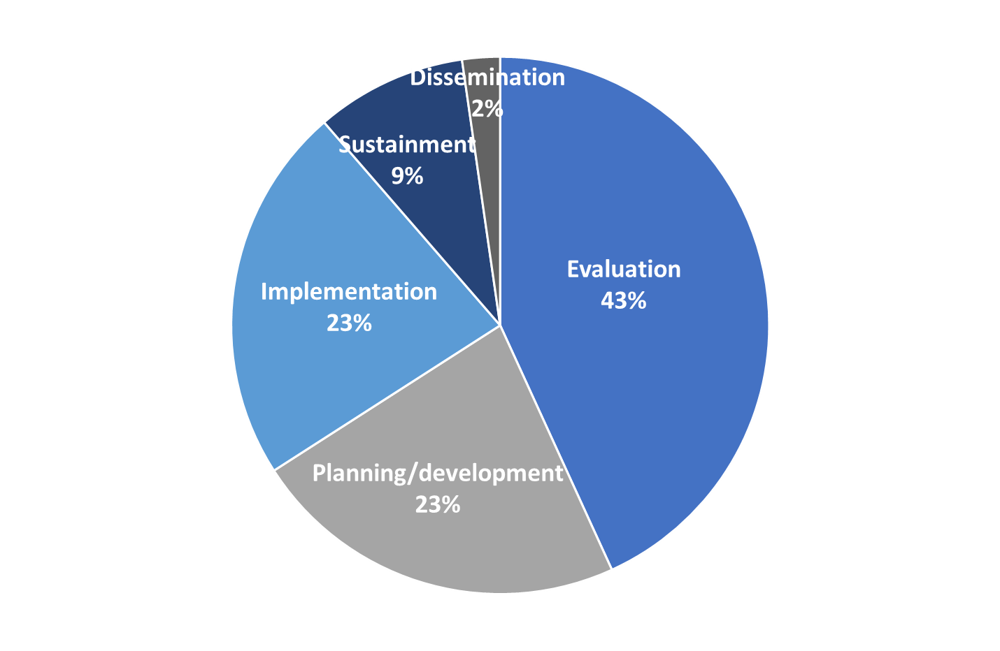 Dissemination
2%
Sustainment
9%
Evaluation
43%
Implementation
23%
Planning/development
23%